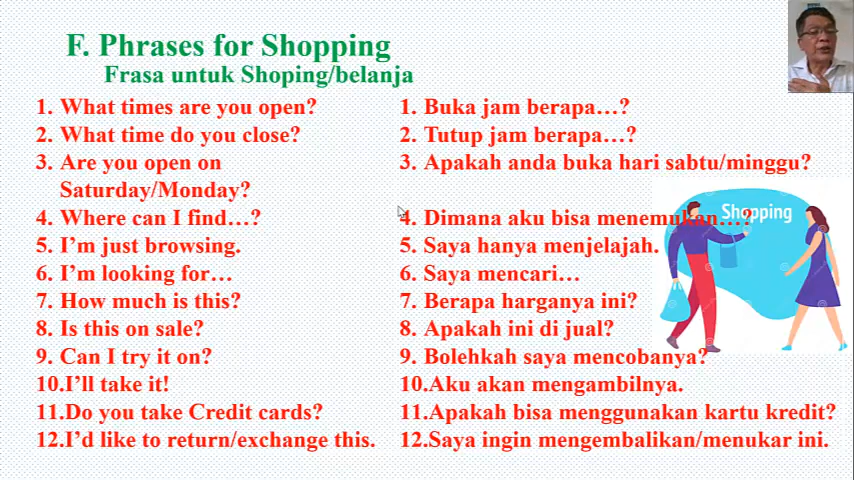 F. Phrases for Shopping
Frasa untuk Shoping/belanja
1. What times are you open?
2. What time do you close?
3. Are you open on
Saturday/Monday?
4. Where can I find…?
5. I'm just browsing.
6. I'm looking for…
7. How much is this?
8. Is this on sale?
9. Can I try it on?
10.I'll take it!
11.Do you take Credit cards?
12.I'd like to return/exchange this.
1. Buka jam berapa…?
2. Tutup jam berapa…?
3. Apakah anda buka hari sabtu/minggu?
4. Dimana aku bisa menemukan…?
5. Saya hanya menjelajah.
6. Saya mencari…
7. Berapa harganya ini?
8. Apakah ini di jual?
9. Bolehkah saya mencobanya?
10.Aku akan mengambilnya.
11.Apakah bisa menggunakan kartu kredit?
12.Saya ingin mengembalikan/menukar ini.
Shopping